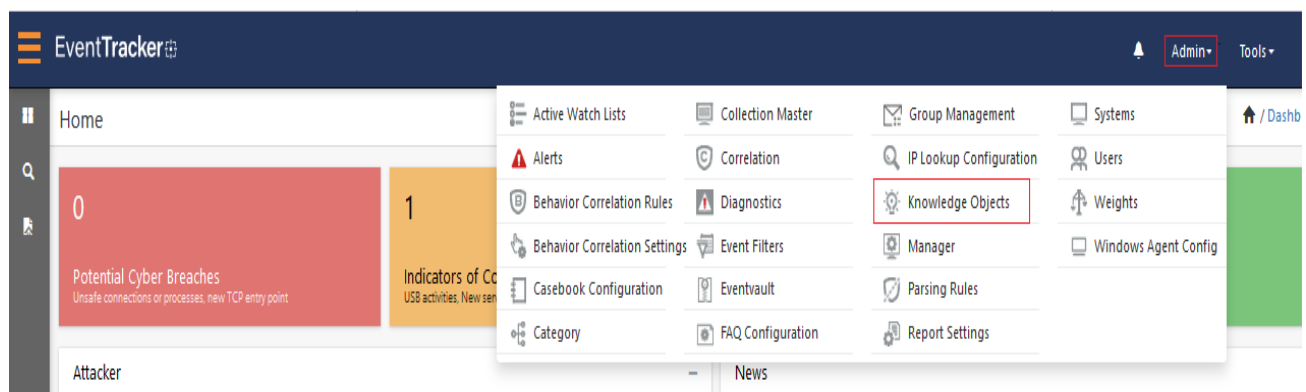 EventTracker
Admin
Tools
Home
/ Dashb
Active Watch Lists
Collection Master
Group Management
Systems
Alerts
Correlation
IP Lookup Configuration
Users
Behavior Correlation Rules
Diagnostics
Knowledge Objects
Weights
Behavior Correlation Settings
Event Filters
Manager
Windows Agent Config
Casebook Configuration
Eventvault
Parsing Rules
Category
FAQ Configuration
Report Settings
0
Potential Cyber Breaches
Unsafe connections or processes, new TCP entry point
1
Indicators of Co
USB activities, New ser
Attacker
News